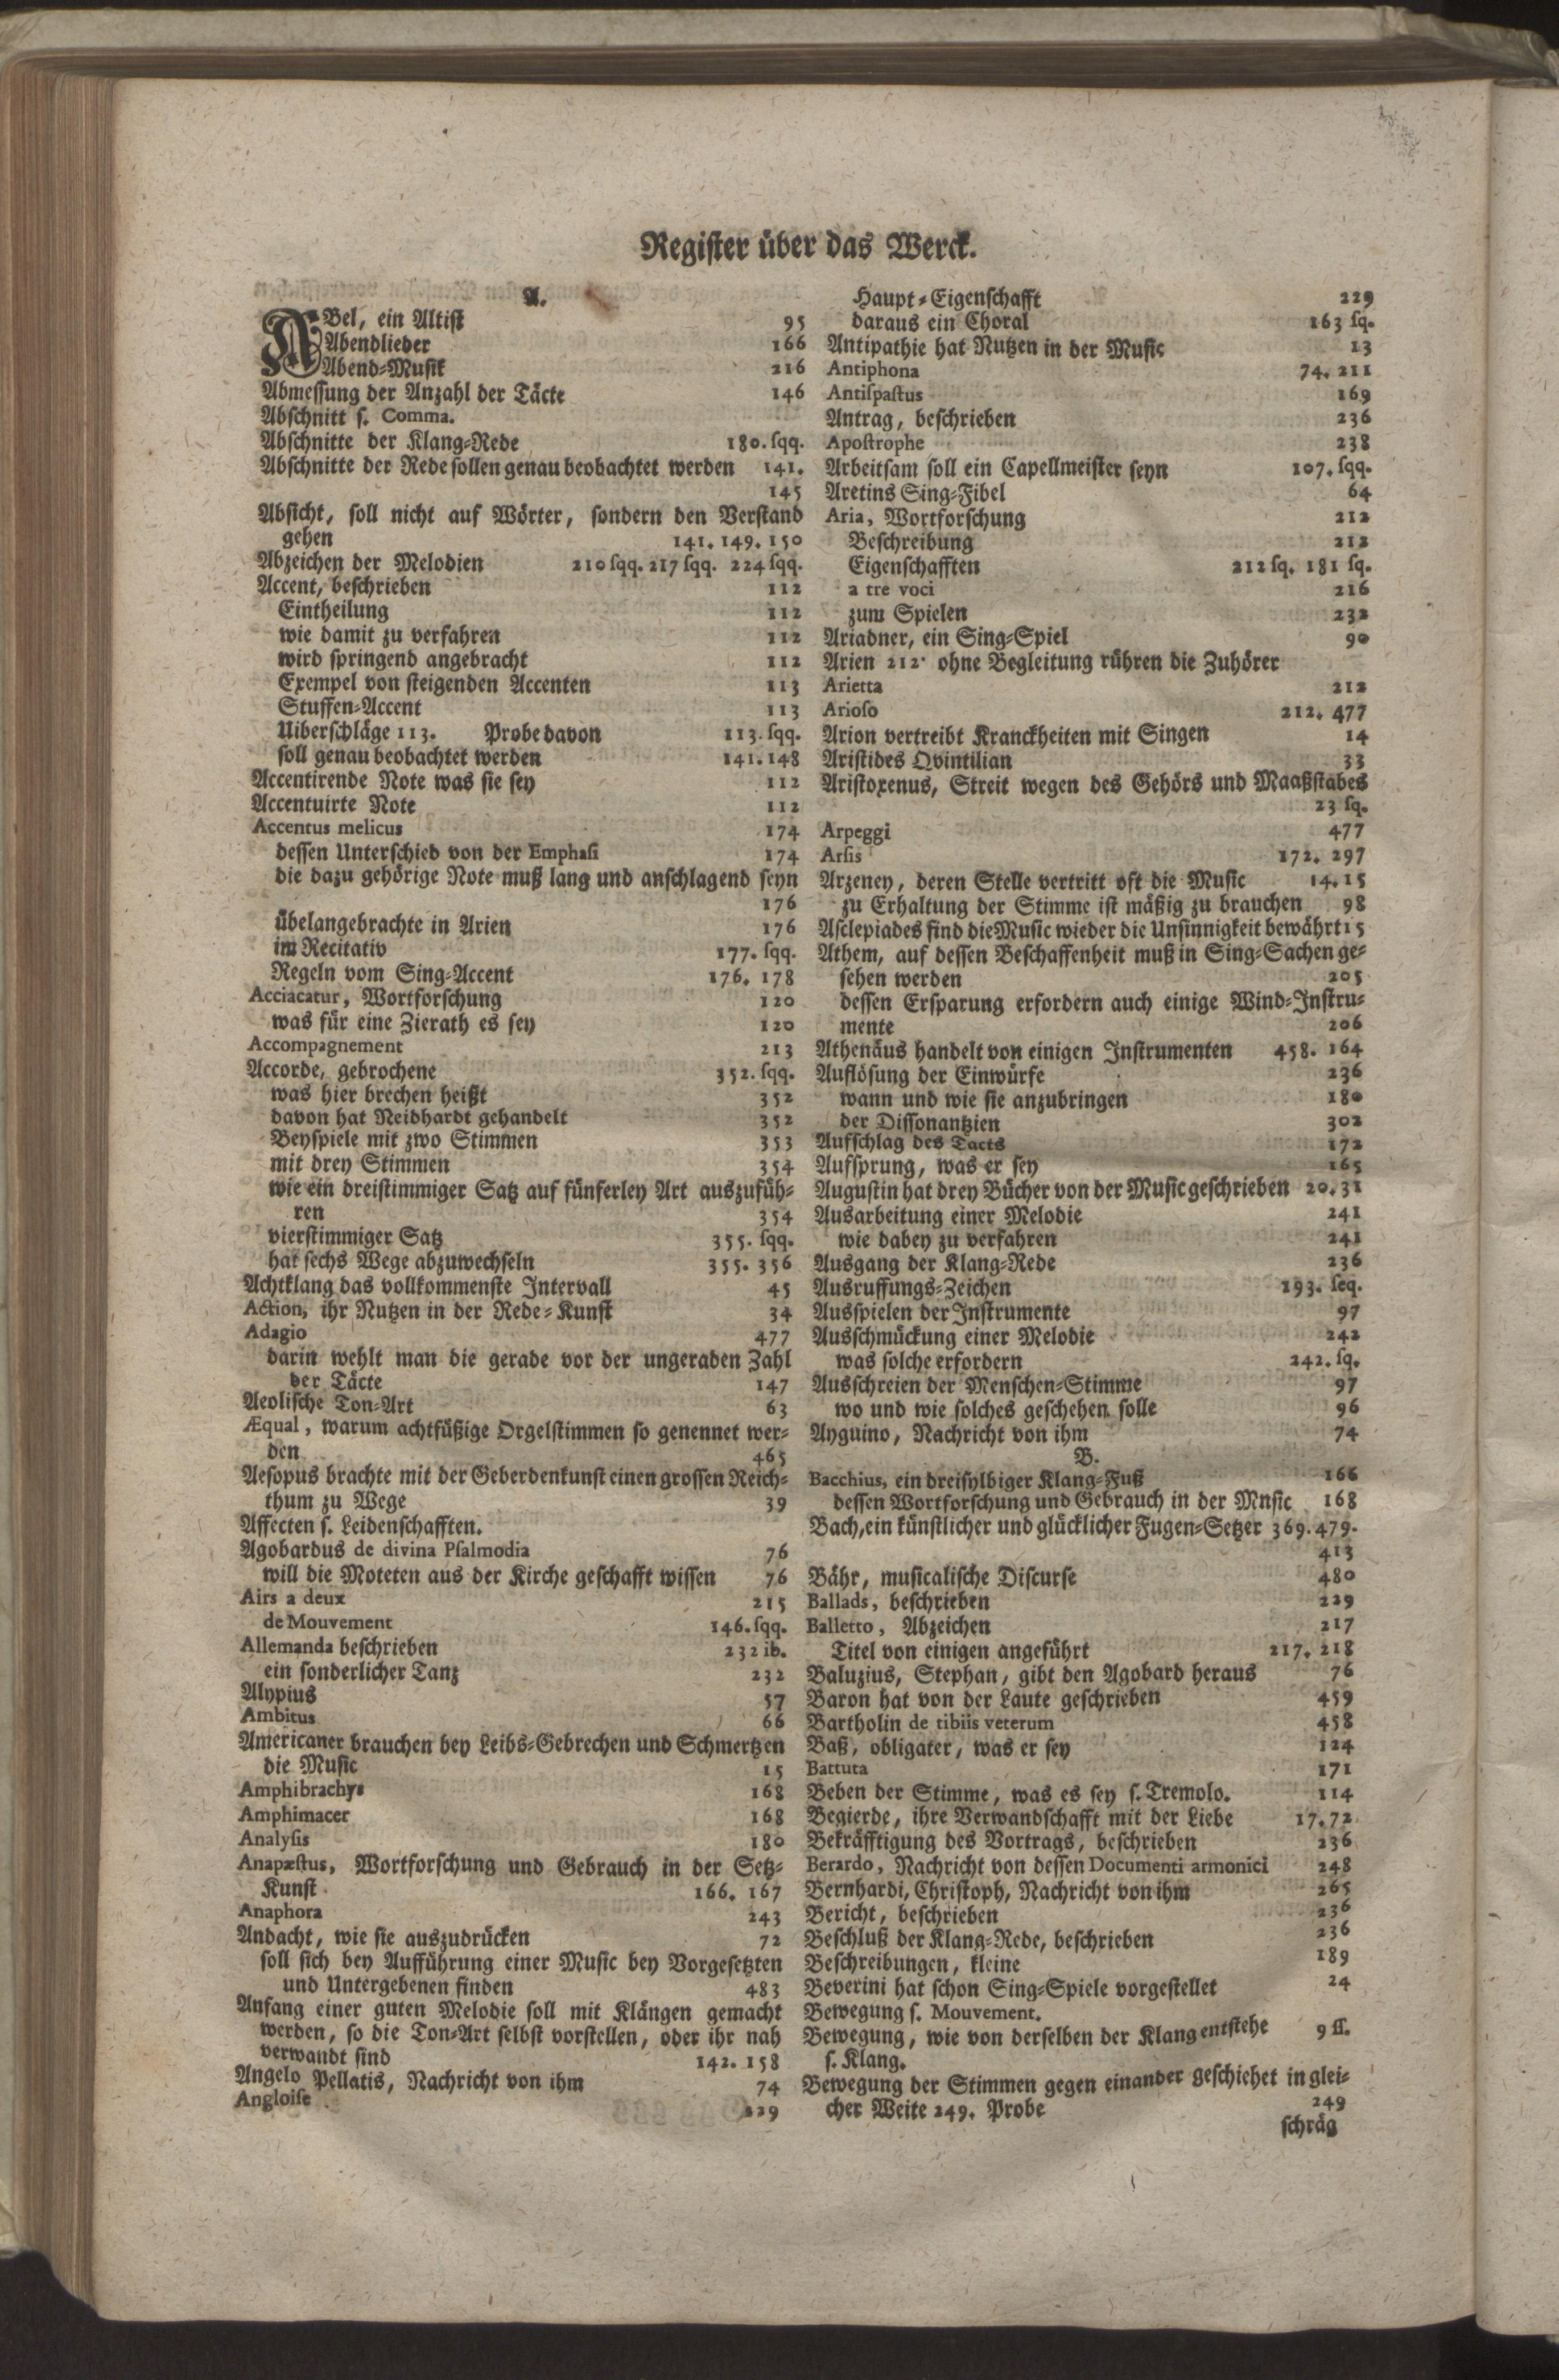 Register über das Werck.
A.
ABel, ein Altist 95
Abendlieder 166
Abend-Musik 216
Abmessung der Anzahl der Täcte 146
Abschnitt s. Comma.
Abschnitte der Klang-Rede 180. sqq.
Abschnitte der Rede sollen genau beobachtet werden 141.
145
Absicht, soll nicht auf Wörter, sondern den Verstand
gehen 141. 149. 150
Abzeichen der Melodien 210 sqq. 217 sqq. 224 sqq.
Accent, beschrieben 112
Eintheilung 112
wie damit zu verfahren 112
wird springend angebracht 112
Exempel von steigenden Accenten 113
Stuffen-Accent 113
Uiberschläge 113. Probe davon 113. sqq.
soll genau beobachtet werden 141. 148
Accentirende Note was sie sey 112
Accentuirte Note 112
Accentus melicus 174
dessen Unterschied von der Emphasi 174
die dazu gehörige Note muß lang und anschlagend seyn
176
übelangebrachte in Arien 176
im Recitativ 177. sqq.
Regeln vom Sing-Accent 176. 178
Acciacatur, Wortforschung 120
was für eine Zierath es sey 120
Accompagnement 213
Accorde, gebrochene 352. sqq.
was hier brechen heißt 352
davon hat Neidhardt gehandelt 352
Beyspiele mit zwo Stimmen 353
mit drey Stimmen 354
wie ein dreistimmiger Satz auf fünferley Art auszufüh-
ren 354
vierstimmiger Satz 355. sqq.
hat sechs Wege abzuwechseln 355. 356
Achtklang das vollkommenste Intervall 45
Action, ihr Nutzen in der Rede-Kunst 34
Adagio 477
darin wehlt man die gerade vor der ungeraden Zahl
der Täcte 147
Aeolische Ton-Art 63
Æqual, warum achtfüßige Orgelstimmen so genennet wer-
den 465
Aesopus brachte mit der Geberdenkunst einen grossen Reich-
thum zu Wege 39
Affecten s. Leidenschafften.
Agobardus de divina Psalmodia 76
will die Moteten aus der Kirche geschafft wissen 76
Airs a deux 215
de Mouvement 146. sqq.
Allemanda beschrieben 232 ib.
ein sonderlicher Tanz 232
Alypius 57
Ambitus 66
Americaner brauchen bey Leibs-Gebrechen und Schmertzen
die Music 15
Amphibrachys 168
Amphimacer 168
Analysis 180
Anapæstus, Wortforschung und Gebrauch in der Setz-
Kunst 166. 167
Anaphora 243
Andacht, wie sie auszudrücken 72
soll sich bey Aufführung einer Music bey Vorgesetzten
und Untergebenen finden 483
Anfang einer guten Melodie soll mit Klängen gemacht
werden, so die Ton-Art selbst vorstellen, oder ihr nah
verwandt sind 142. 158
Angelo Pellatis, Nachricht von ihm 74
Angloise 229
Haupt-Eigenschafft 229
daraus ein Choral 163 sq.
Antipathie hat Nutzen in der Music 13
Antiphona 74. 211
Antispastus 169
Antrag, beschrieben 236
Apostrophe 238
Arbeitsam soll ein Capellmeister seyn 107. sqq.
Aretins Sing-Fibel 64
Aria, Wortforschung 212
Beschreibung 212
Eigenschafften 212 sq. 181 sq.
a tre voci 216
zum Spielen 232
Ariadner, ein Sing-Spiel 90
Arien 212. ohne Begleitung rühren die Zuhörer
Arietta 212
Arioso 212. 477
Arion vertreibt Kranckheiten mit Singen 14
Aristides Qvintilian 33
Aristoxenus, Streit wegen des Gehörs und Maaßstabes
23 sq.
Arpeggi 477
Arsis 172. 297
Arzeney, deren Stelle vertritt oft die Music 14. 15
zu Erhaltung der Stimme ist mäßig zu brauchen 98
Asclepiades find die Music wieder die Unsinnigkeit bewährt 15
Athem, auf dessen Beschaffenheit muß in Sing-Sachen ge-
sehen werden 205
dessen Ersparung erfordern auch einige Wind-Instru-
mente 206
Athenäus handelt von einigen Instrumenten 458. 164
Auflösung der Einwürfe 236
wann und wie sie anzubringen 180
der Dissonantzien 302
Aufschlag des Tacts 172
Aufsprung, was er sey 165
Augustin hat drey Bücher von der Music geschrieben 20. 31
Ausarbeitung einer Melodie 241
wie dabey zu verfahren 241
Ausgang der Klang-Rede 236
Ausruffungs-Zeichen 193. seq.
Ausspielen der Instrumente 97
Ausschmückung einer Melodie 242
was solche erfordern 242. sq.
Ausschreien der Menschen-Stimme 97
wo und wie solches geschehen solle 96
Ayguino, Nachricht von ihm 74
B.
Bacchius, ein dreisylbiger Klang-Fuß 166
dessen Wortforschung und Gebrauch in der Mnsic 168
Bach, ein künstlicher und glücklicher Fugen-Setzer 369. 479.
413
Bähr, musicalische Discurse 480
Ballads, beschrieben 229
Balletto, Abzeichen 217
Titel von einigen angeführt 217. 218
Baluzius, Stephan, gibt den Agobard heraus 76
Baron hat von der Laute geschrieben 459
Bartholin de tibiis veterum 458
Baß, obligater, was er sey 124
Battuta 171
Beben der Stimme, was es sey s. Tremolo. 114
Begierde, ihre Verwandschafft mit der Liebe 17. 72
Bekräfftigung des Vortrags, beschrieben 236
Berardo, Nachricht von dessen Documenti armonici 248
Bernhardi, Christoph, Nachricht von ihm 265
Bericht, beschrieben 236
Beschluß der Klang-Rede, beschrieben 236
Beschreibungen, kleine 189
Beverini hat schon Sing-Spiele vorgestellet 24
Bewegung s. Mouvement.
Bewegung, wie von derselben der Klang entstehe 9 ss.
s. Klang.
Bewegung der Stimmen gegen einander geschiehet in glei-
cher Weite 249. Probe 249
schräg